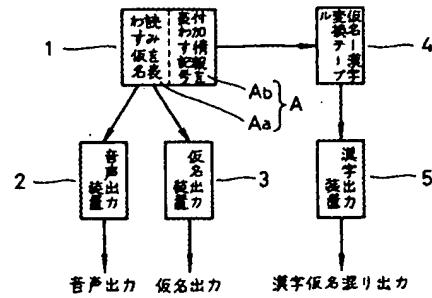 1
読みを表
わす仮名
付加情報を
表わす記号
Ab
Aa
A
仮名ー漢字
変換テーブ
ル
4
2
音声出力
装置
3
仮名出力
装置
5
漢字出力
装置
音声出力
仮名出力
漢字仮名混り出力